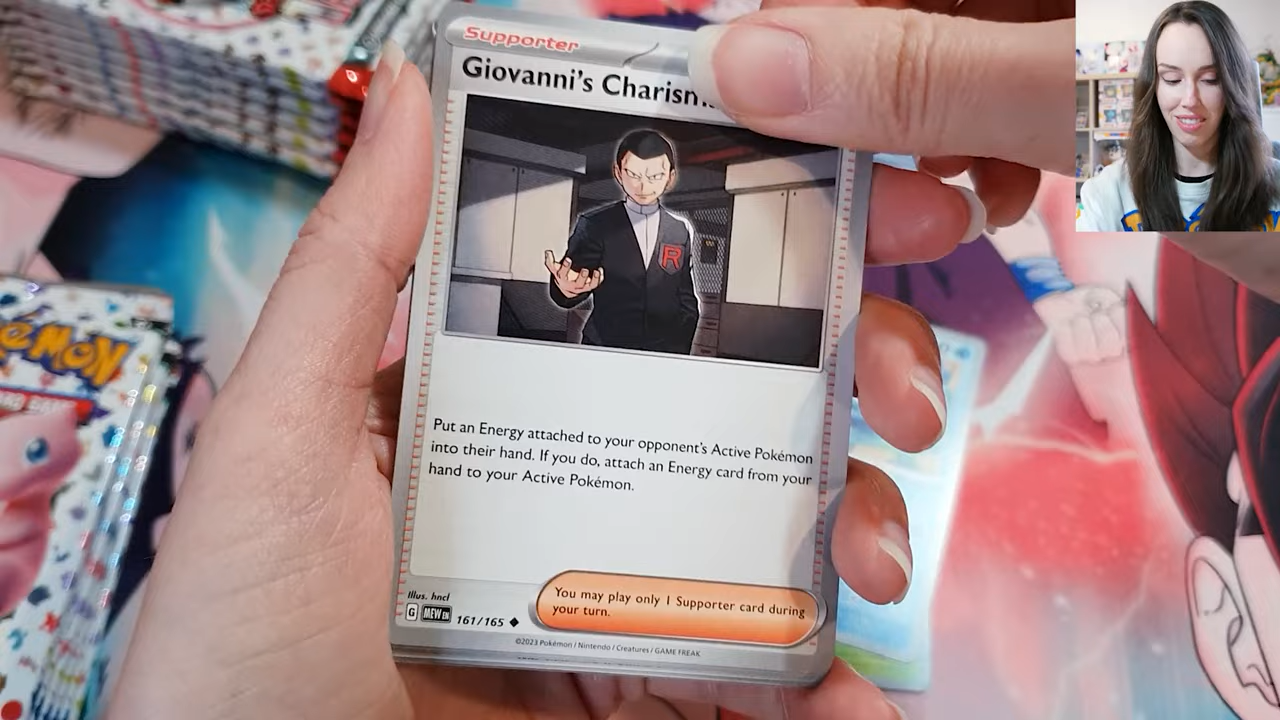 Supporter
Giovanni's
R
Put an Energy attached to your opponent's Active Pokémon
into their hand. If you do, attach an Energy card from your
hand to your Active Pokémon.
You may play only 1 Supporter card during
your turn.
Illus. hncl
G MEW EN 161/165
©2023 Pokémon / Nintendo / Creatures / GAME FREAK